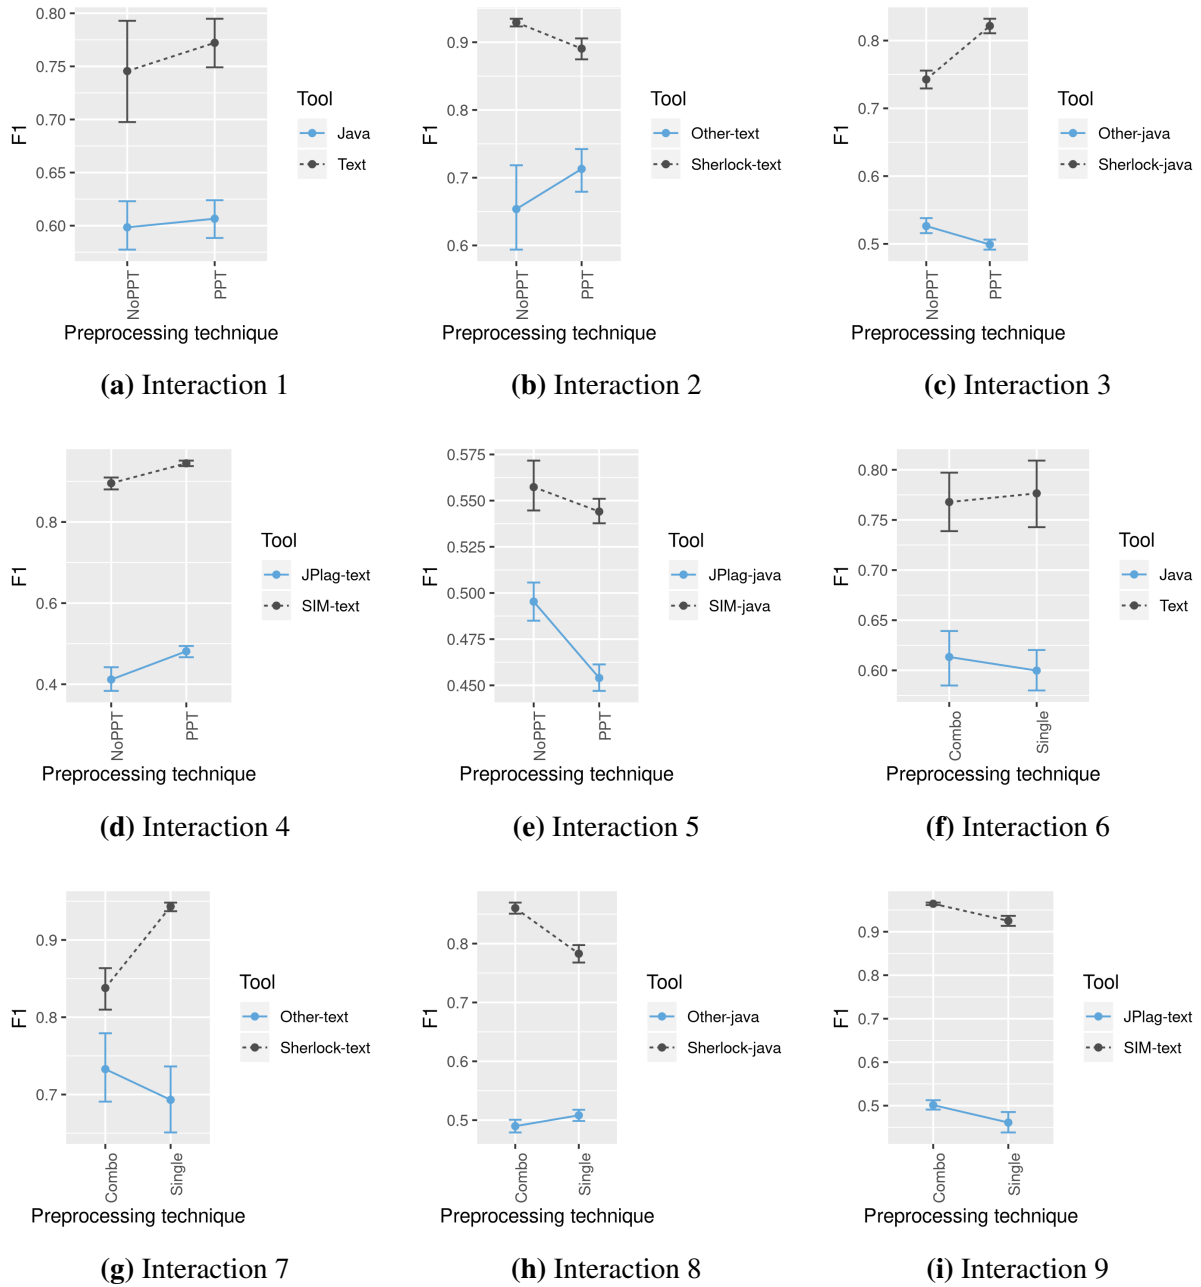 0.80
0.75
0.70
0.65
0.60
F1
NoPPT
PPT
Preprocessing technique
Tool
Java
Text
(a) Interaction 1
0.9
0.8
0.7
0.6
F1
NoPPT
PPT
Preprocessing technique
Tool
Other-text
Sherlock-text
(b) Interaction 2
0.8
0.7
0.6
0.5
F1
NoPPT
PPT
Preprocessing technique
Tool
Other-java
Sherlock-java
(c) Interaction 3
0.8
0.6
0.4
F1
NoPPT
PPT
Preprocessing technique
Tool
JPlag-text
SIM-text
(d) Interaction 4
0.575
0.550
0.525
0.500
0.475
0.450
F1
NoPPT
PPT
Preprocessing technique
Tool
JPlag-java
SIM-java
(e) Interaction 5
0.80
0.75
0.70
0.65
0.60
F1
Combo
Single
Preprocessing technique
Tool
Java
Text
(f) Interaction 6
0.9
0.8
0.7
F1
Combo
Single
Preprocessing technique
Tool
Other-text
Sherlock-text
(g) Interaction 7
0.8
0.7
0.6
0.5
F1
Combo
Single
Preprocessing technique
Tool
Other-java
Sherlock-java
(h) Interaction 8
0.9
0.8
0.7
0.6
0.5
F1
Combo
Single
Preprocessing technique
Tool
JPlag-text
SIM-text
(i) Interaction 9